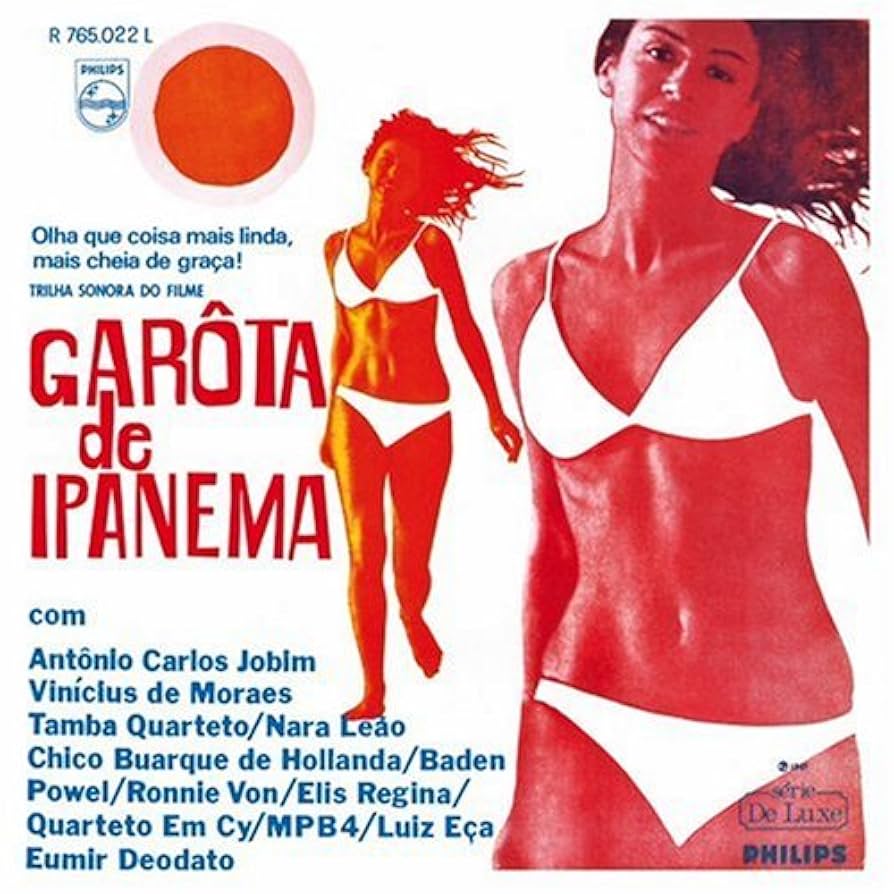 R 765.022 L
PHILIPS
Olha que coisa mais linda,
mais cheia de graça!
TRILHA SONORA DO FILME
GARÔTA
de
IPANEMA
com
Antônio Carlos Jobim
Vinícius de Moraes
Tamba Quarteto/Nara Leão
Chico Buarque de Hollanda/Baden
Powel/Ronnie Von/Elis Regina/
Quarteto Em Cy/MPB4/Luiz Eça
Eumir Deodato
série
De Luxe
PHILIPS